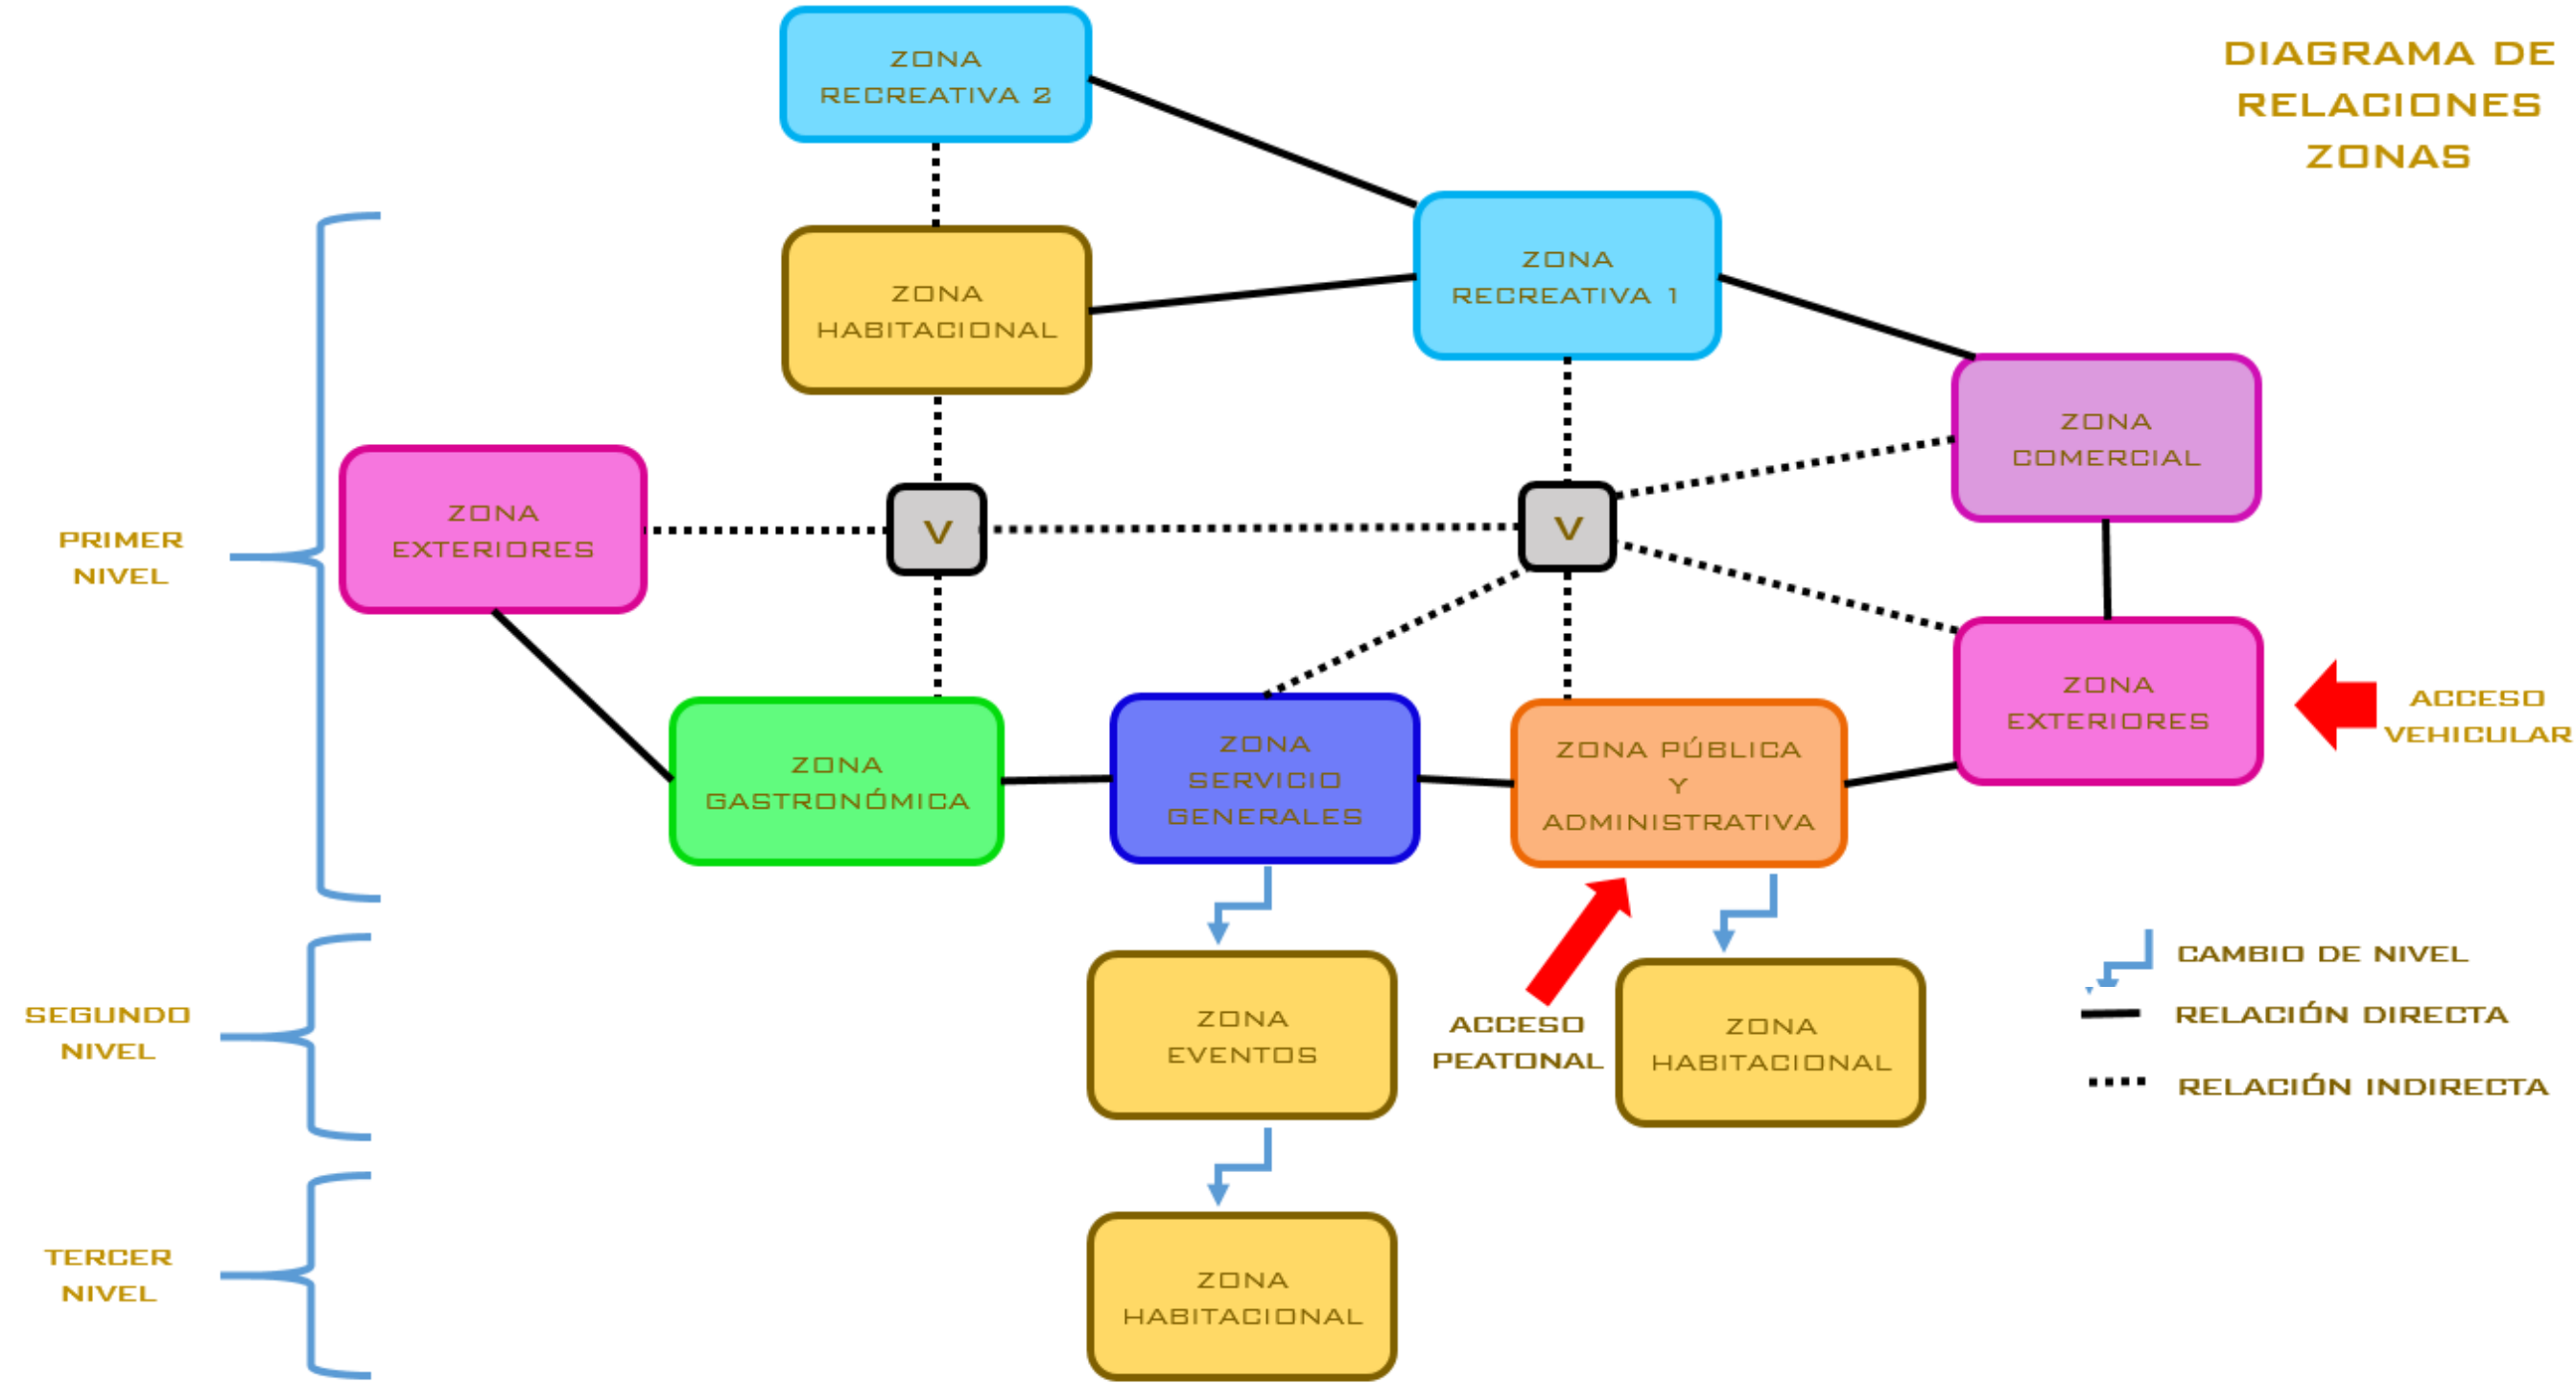 DIAGRAMA DE
RELACIONES
ZONAS
ZONA
RECREATIVA 2
ZONA
RECREATIVA 1
ZONA
HABITACIONAL
ZONA
COMERCIAL
ZONA
EXTERIORES
V
V
PRIMER
NIVEL
ZONA
EXTERIORES
ACCESO
VEHICULAR
ZONA
GASTRONÓMICA
ZONA
SERVICIO
GENERALES
ZONA PÚBLICA
Y
ADMINISTRATIVA
SEGUNDO
NIVEL
ZONA
EVENTOS
ACCESO
PEATONAL
ZONA
HABITACIONAL
CAMBIO DE NIVEL
RELACIÓN DIRECTA
RELACIÓN INDIRECTA
TERCER
NIVEL
ZONA
HABITACIONAL